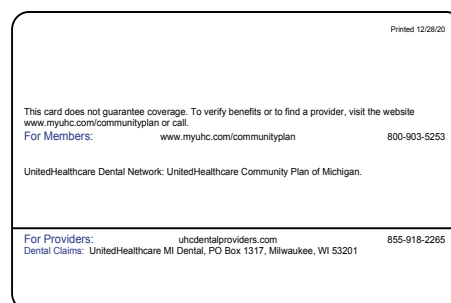 Printed 12/28/20
This card does not guarantee coverage. To verify benefits or to find a provider, visit the website
www.myuhc.com/communityplan or call.
For Members: www.myuhc.com/communityplan 800-903-5253
UnitedHealthcare Dental Network: UnitedHealthcare Community Plan of Michigan.
For Providers: uhcdentalproviders.com 855-918-2265
Dental Claims: UnitedHealthcare MI Dental, PO Box 1317, Milwaukee, WI 53201